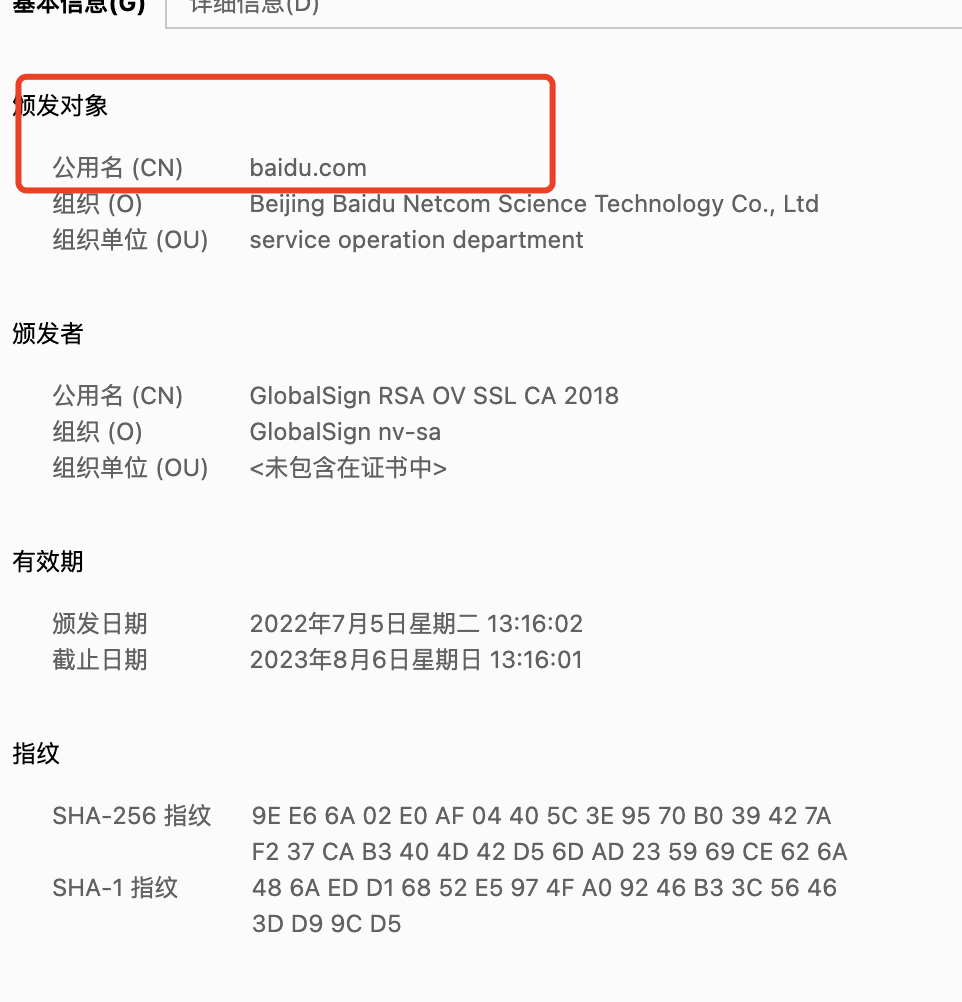 基本信息(G) 详细信息(D)
颁发对象
公用名 (CN) baidu.com
组织 (O) Beijing Baidu Netcom Science Technology Co., Ltd
组织单位 (OU) service operation department
颁发者
公用名 (CN) GlobalSign RSA OV SSL CA 2018
组织 (O) GlobalSign nv-sa
组织单位 (OU) <未包含在证书中>
有效期
颁发日期 2022年7月5日星期二 13:16:02
截止日期 2023年8月6日星期日 13:16:01
指纹
SHA-256 指纹 9E E6 6A 02 E0 AF 04 40 5C 3E 95 70 B0 39 42 7A
F2 37 CA B3 40 4D 42 D5 6D AD 23 59 69 CE 62 6A
SHA-1 指纹 48 6A ED D1 68 52 E5 97 4F A0 92 46 B3 3C 56 46
3D D9 9C D5